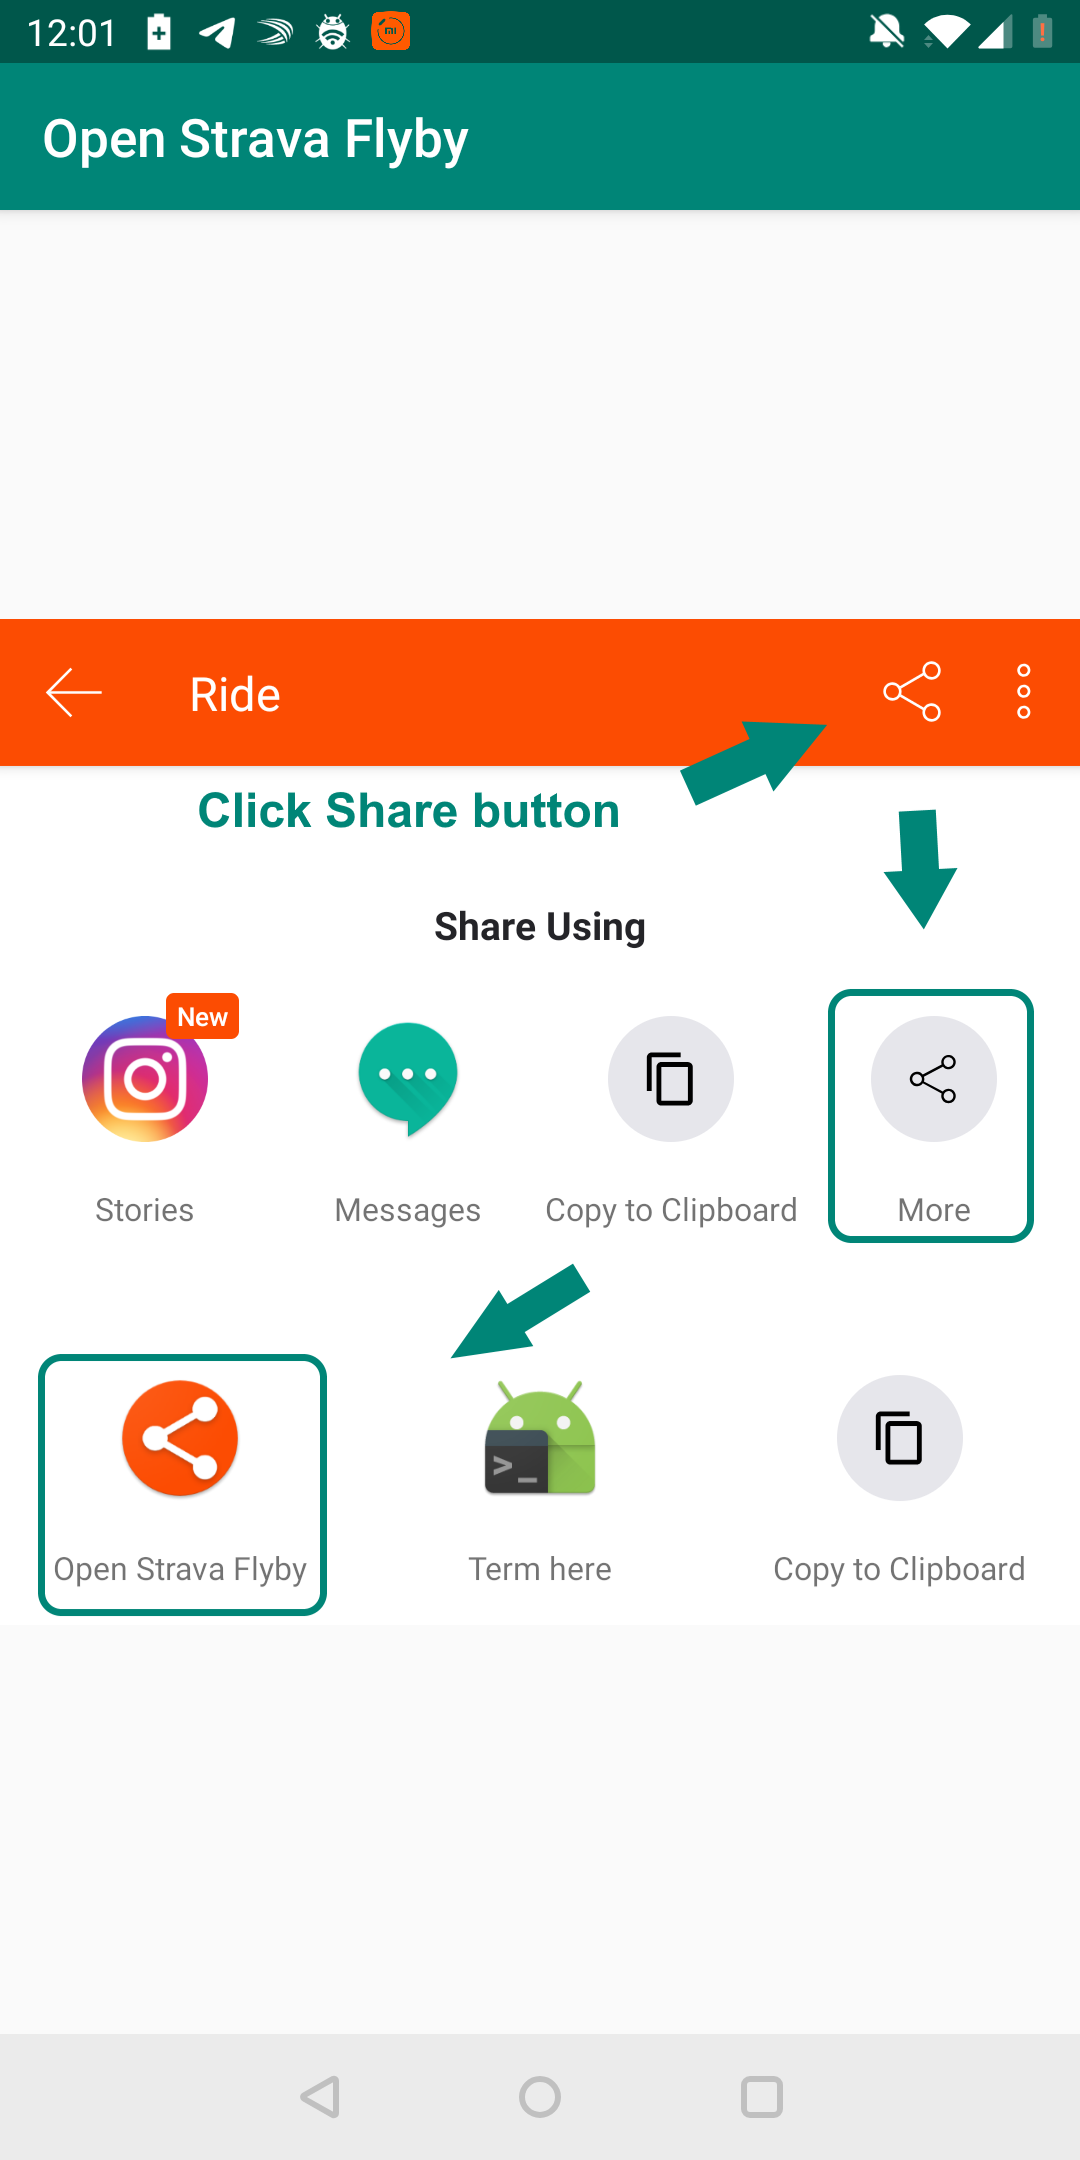 12:01
Open Strava Flyby
Ride
Click Share button
Share Using
New
Stories
Messages
Copy to Clipboard
More
>_
Open Strava Flyby
Term here
Copy to Clipboard